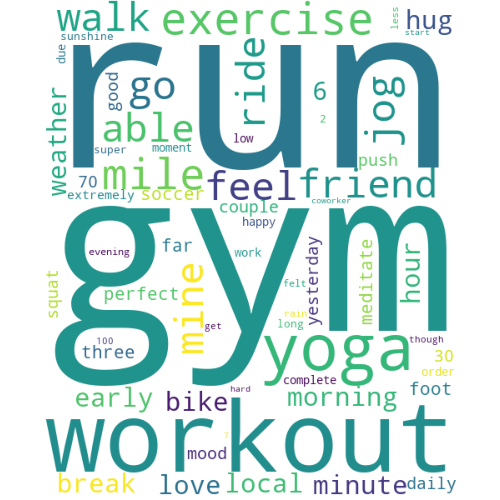 less
start
walk exercise hug
sunshine
due
run
good go ride 6 jog
able 2
weather
super moment low push
70 mile feel friend
extremely soccer
couple coworker
happy
gym
evening far work
yesterday meditate hour
squat perfect mine felt
rain
long
100 get though
three yoga 30
complete order
hard foot
early bike morning
workout
mood
break love local minute daily